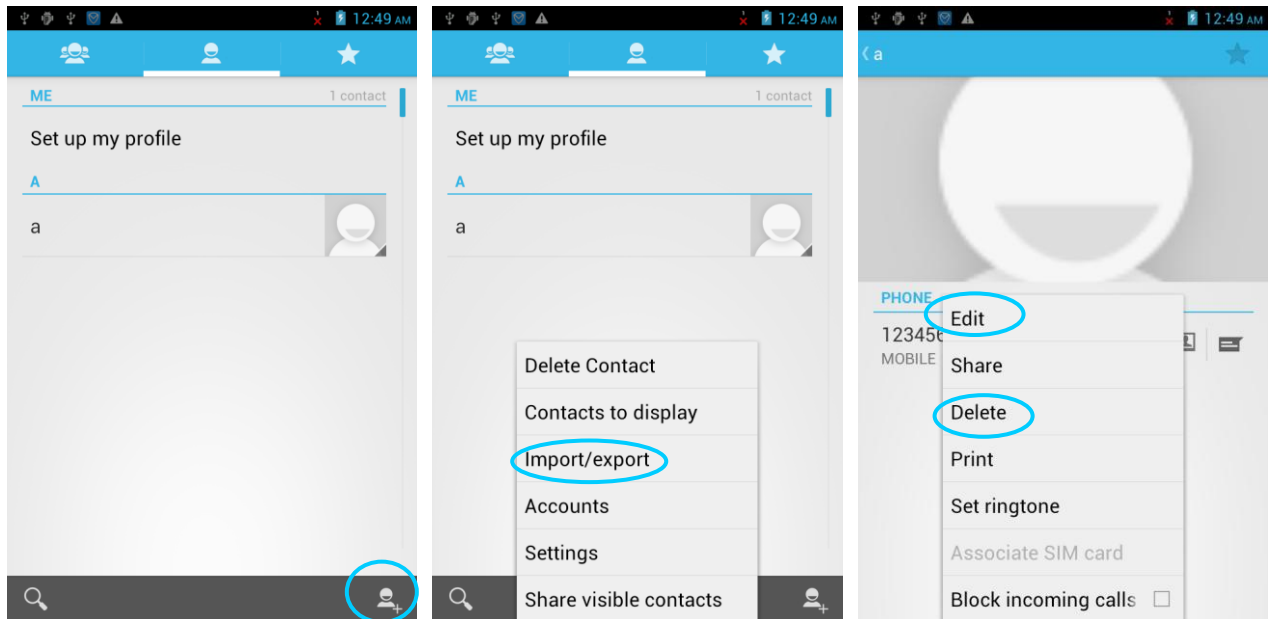 12:49 AM
ME 1 contact
Set up my profile
A
a
12:49 AM
ME 1 contact
Set up my profile
A
a
Delete Contact
Contacts to display
Import/export
Accounts
Settings
Share visible contacts
12:49 AM
a
PHONE
123456
MOBILE
Edit
Share
Delete
Print
Set ringtone
Associate SIM card
Block incoming calls